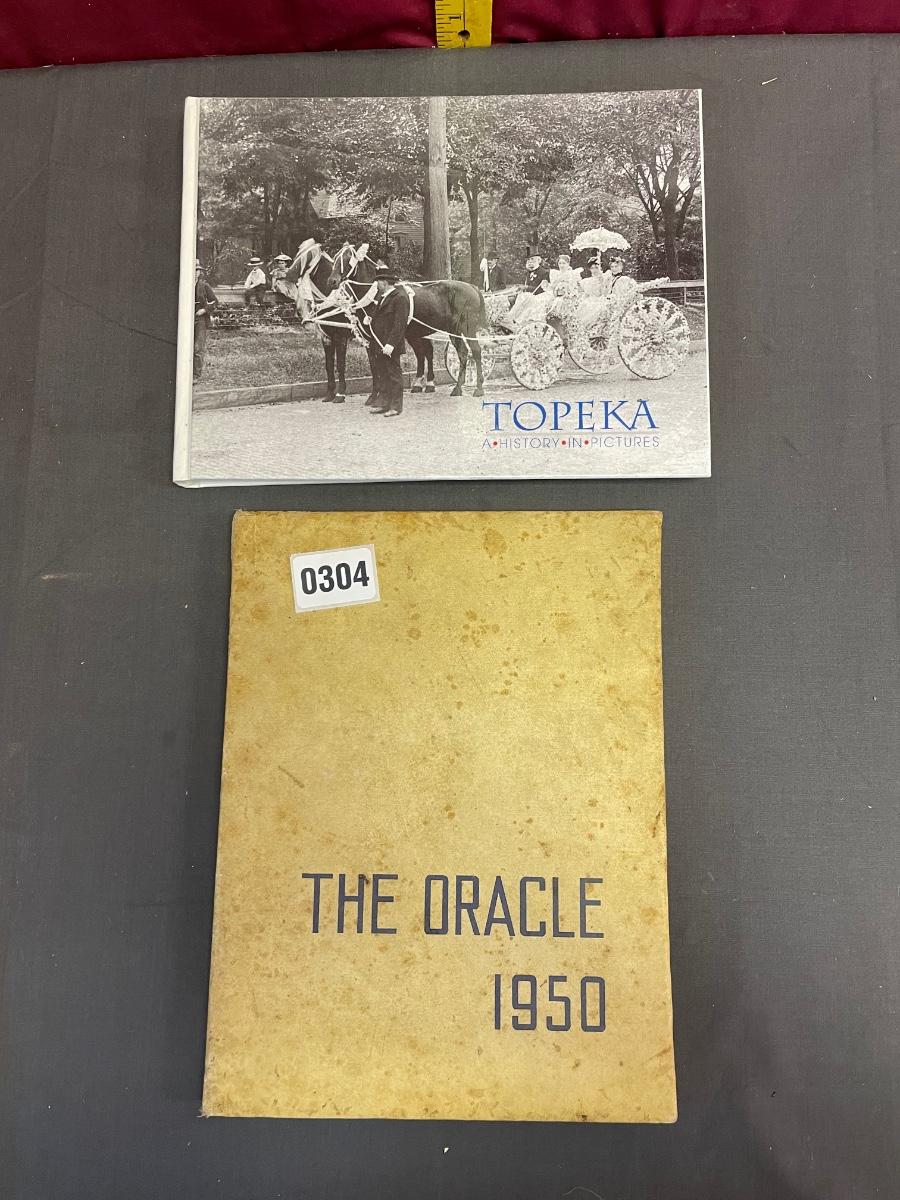 TOPEKA
A•HISTORY•IN•PICTURES
0304
THE ORACLE
1950